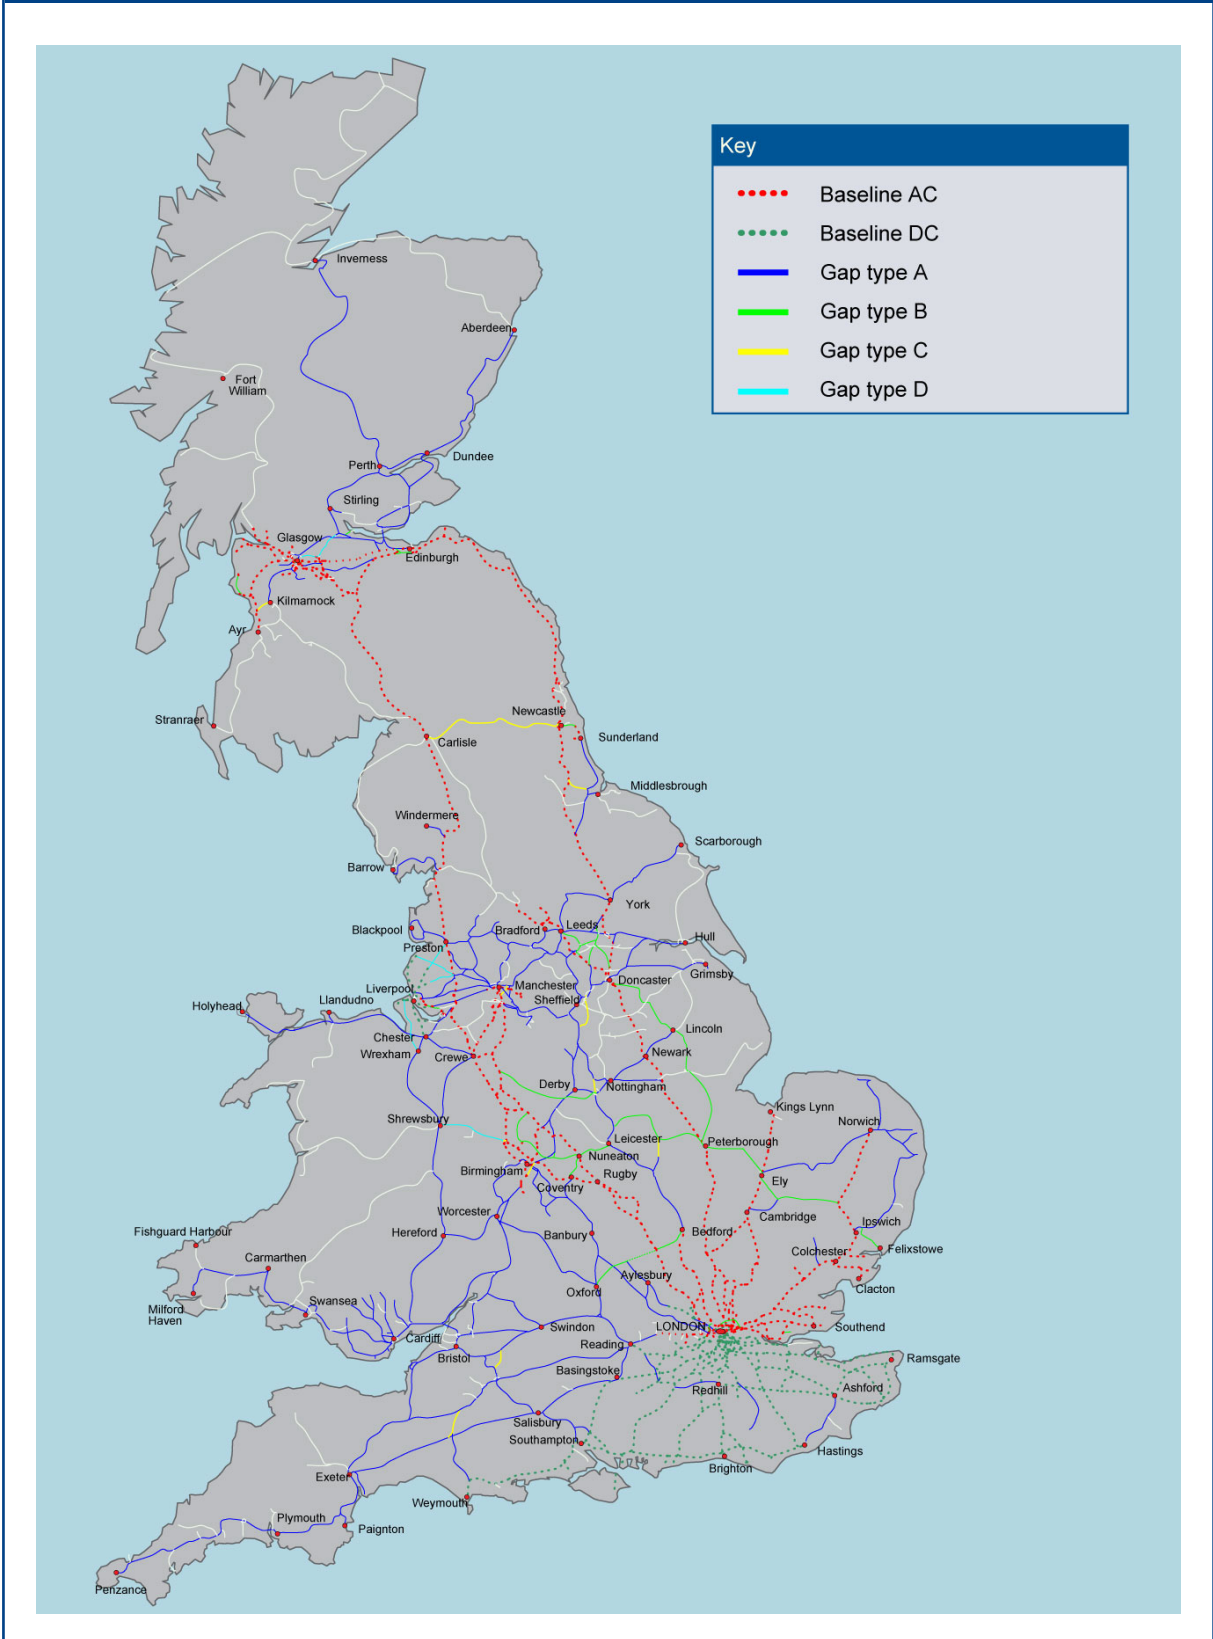 Key
Baseline AC
Baseline DC
Gap type A
Gap type B
Gap type C
Gap type D
Inverness
Aberdeen
Fort
William
Dundee
Perth
Stirling
Glasgow
Edinburgh
Kilmarnock
Ayr
Stranraer
Newcastle
Carlisle
Sunderland
Middlesbrough
Windermere
Scarborough
Barrow
York
Blackpool
Bradford
Leeds
Hull
Preston
Grimsby
Doncaster
Manchester
Liverpool
Sheffield
Holyhead
Llandudno
Lincoln
Chester
Wrexham
Crewe
Newark
Derby
Nottingham
Kings Lynn
Norwich
Shrewsbury
Leicester
Peterborough
Nuneaton
Birmingham
Rugby
Ely
Coventry
Worcester
Cambridge
Ipswich
Fishguard Harbour
Hereford
Banbury
Bedford
Felixstowe
Colchester
Carmarthen
Aylesbury
Oxford
Clacton
Milford
Haven
Swansea
Swindon
LONDON
Southend
Cardiff
Reading
Bristol
Ramsgate
Basingstoke
Redhill
Ashford
Salisbury
Southampton
Hastings
Brighton
Exeter
Weymouth
Plymouth
Paignton
Penzance